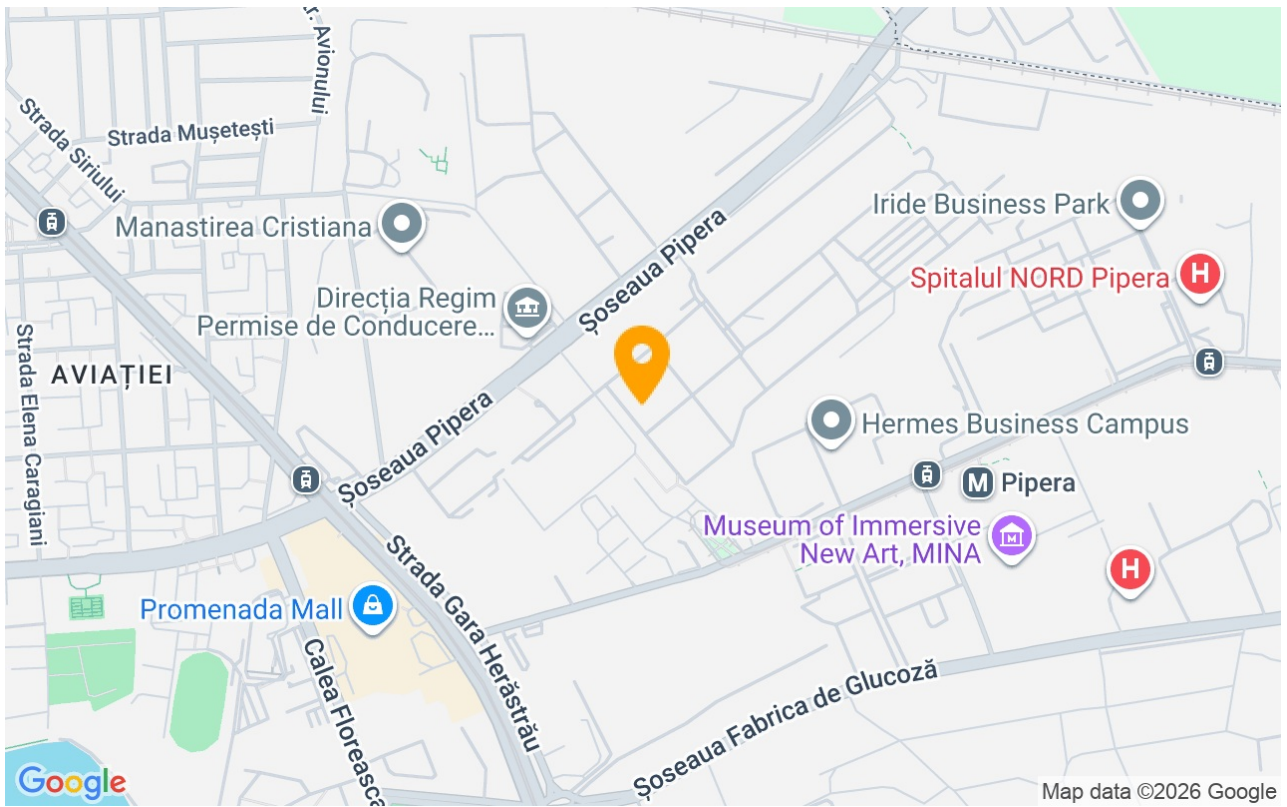 Str. Avionului
Strada Mușetești
Strada Siriului
Manastirea Cristiana
Iride Business Park
Spitalul NORD Pipera
H
Șoseaua Pipera
Direcția Regim
Permise de Conducere...
Strada Elena Caragiani
AVIAȚIEI
Șoseaua Pipera
Hermes Business Campus
M Pipera
Museum of Immersive
New Art, MINA
M
H
Promenada Mall
Strada Gara Herăstrău
Calea Floreasca
Șoseaua Fabrica de Glucoză
Google
Map data ©2026 Google